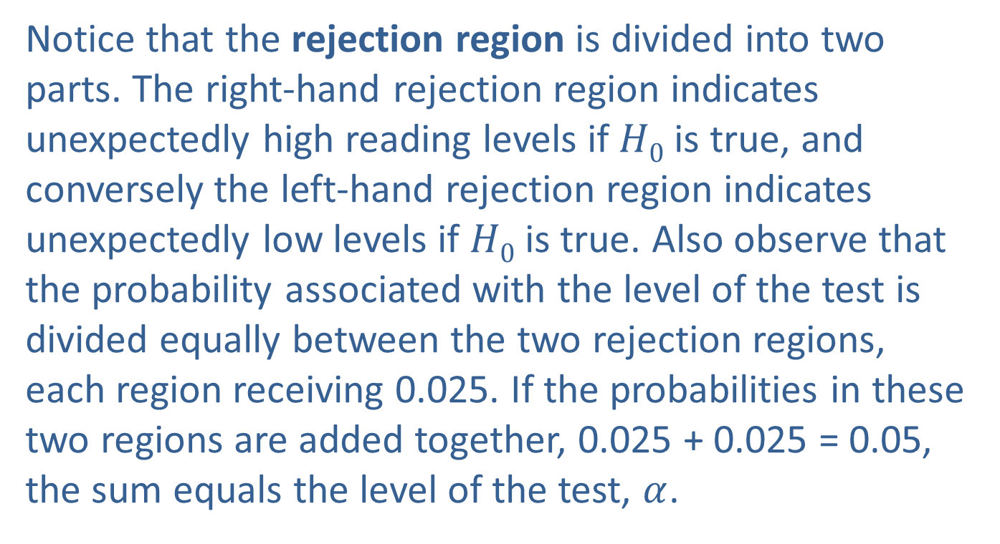 Notice that the rejection region is divided into two
parts. The right-hand rejection region indicates
unexpectedly high reading levels if H₀ is true, and
conversely the left-hand rejection region indicates
unexpectedly low levels if H₀ is true. Also observe that
the probability associated with the level of the test is
divided equally between the two rejection regions,
each region receiving 0.025. If the probabilities in these
two regions are added together, 0.025 + 0.025 = 0.05,
the sum equals the level of the test, α.